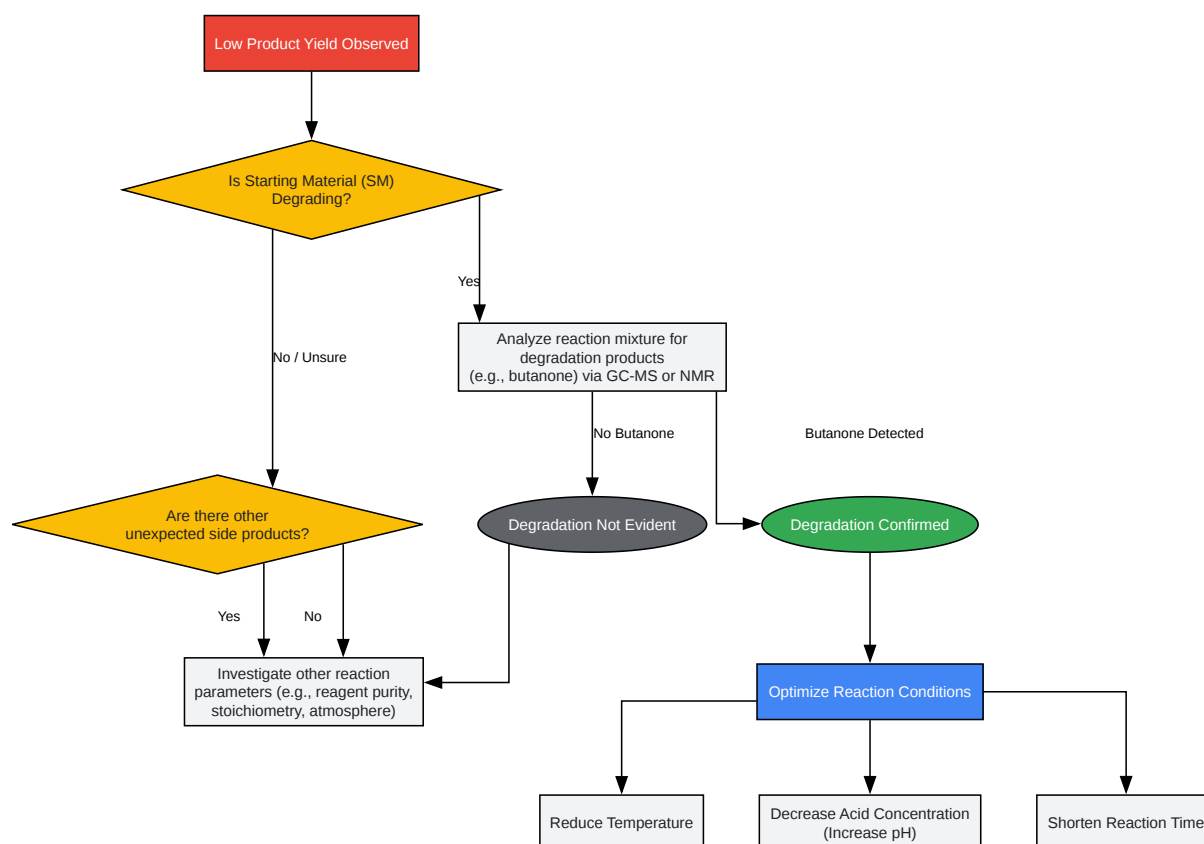 Low Product Yield Observed
Is Starting Material (SM)
Degrading?
Yes
Analyze reaction mixture for
degradation products
(e.g., butanone) via GC-MS or NMR
No / Unsure
No Butanone
Butanone Detected
Are there other
unexpected side products?
Degradation Not Evident
Degradation Confirmed
Yes
No
Investigate other reaction
parameters (e.g., reagent purity,
stoichiometry, atmosphere)
Optimize Reaction Conditions
Reduce Temperature
Decrease Acid Concentration
(Increase pH)
Shorten Reaction Time